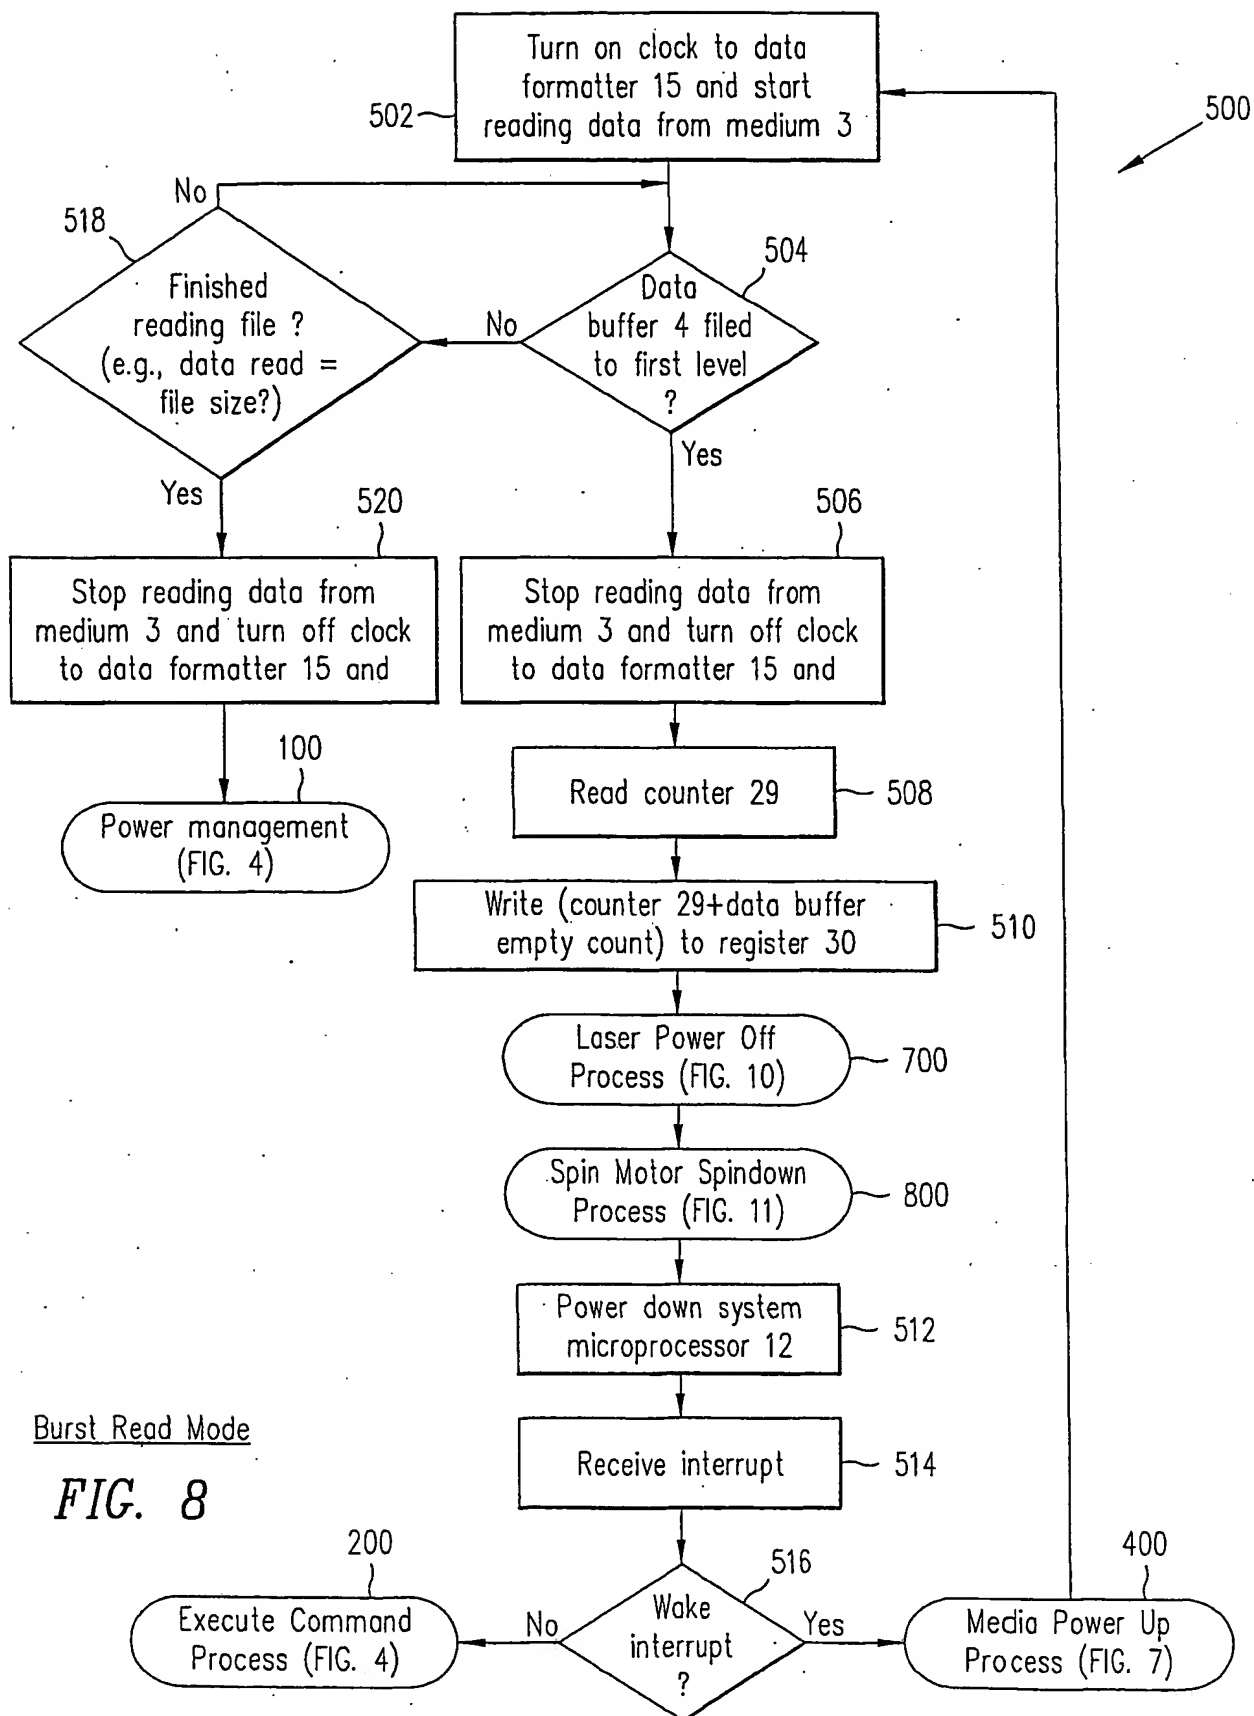 Turn on clock to data
formatter 15 and start
reading data from medium 3
502
500
No
518
Finished
reading file ?
(e.g., data read =
file size?)
No
504
Data
buffer 4 filed
to first level
?
Yes
Yes
520
Stop reading data from
medium 3 and turn off clock
to data formatter 15 and
506
Stop reading data from
medium 3 and turn off clock
to data formatter 15 and
100
Power management
(FIG. 4)
Read counter 29
508
Write (counter 29+data buffer
empty count) to register 30
510
Laser Power Off
Process (FIG. 10)
700
Spin Motor Spindown
Process (FIG. 11)
800
Power down system
microprocessor 12
512
Receive interrupt
514
Burst Read Mode
FIG. 8
200
Execute Command
Process (FIG. 4)
No
516
Wake
interrupt
?
Yes
400
Media Power Up
Process (FIG. 7)